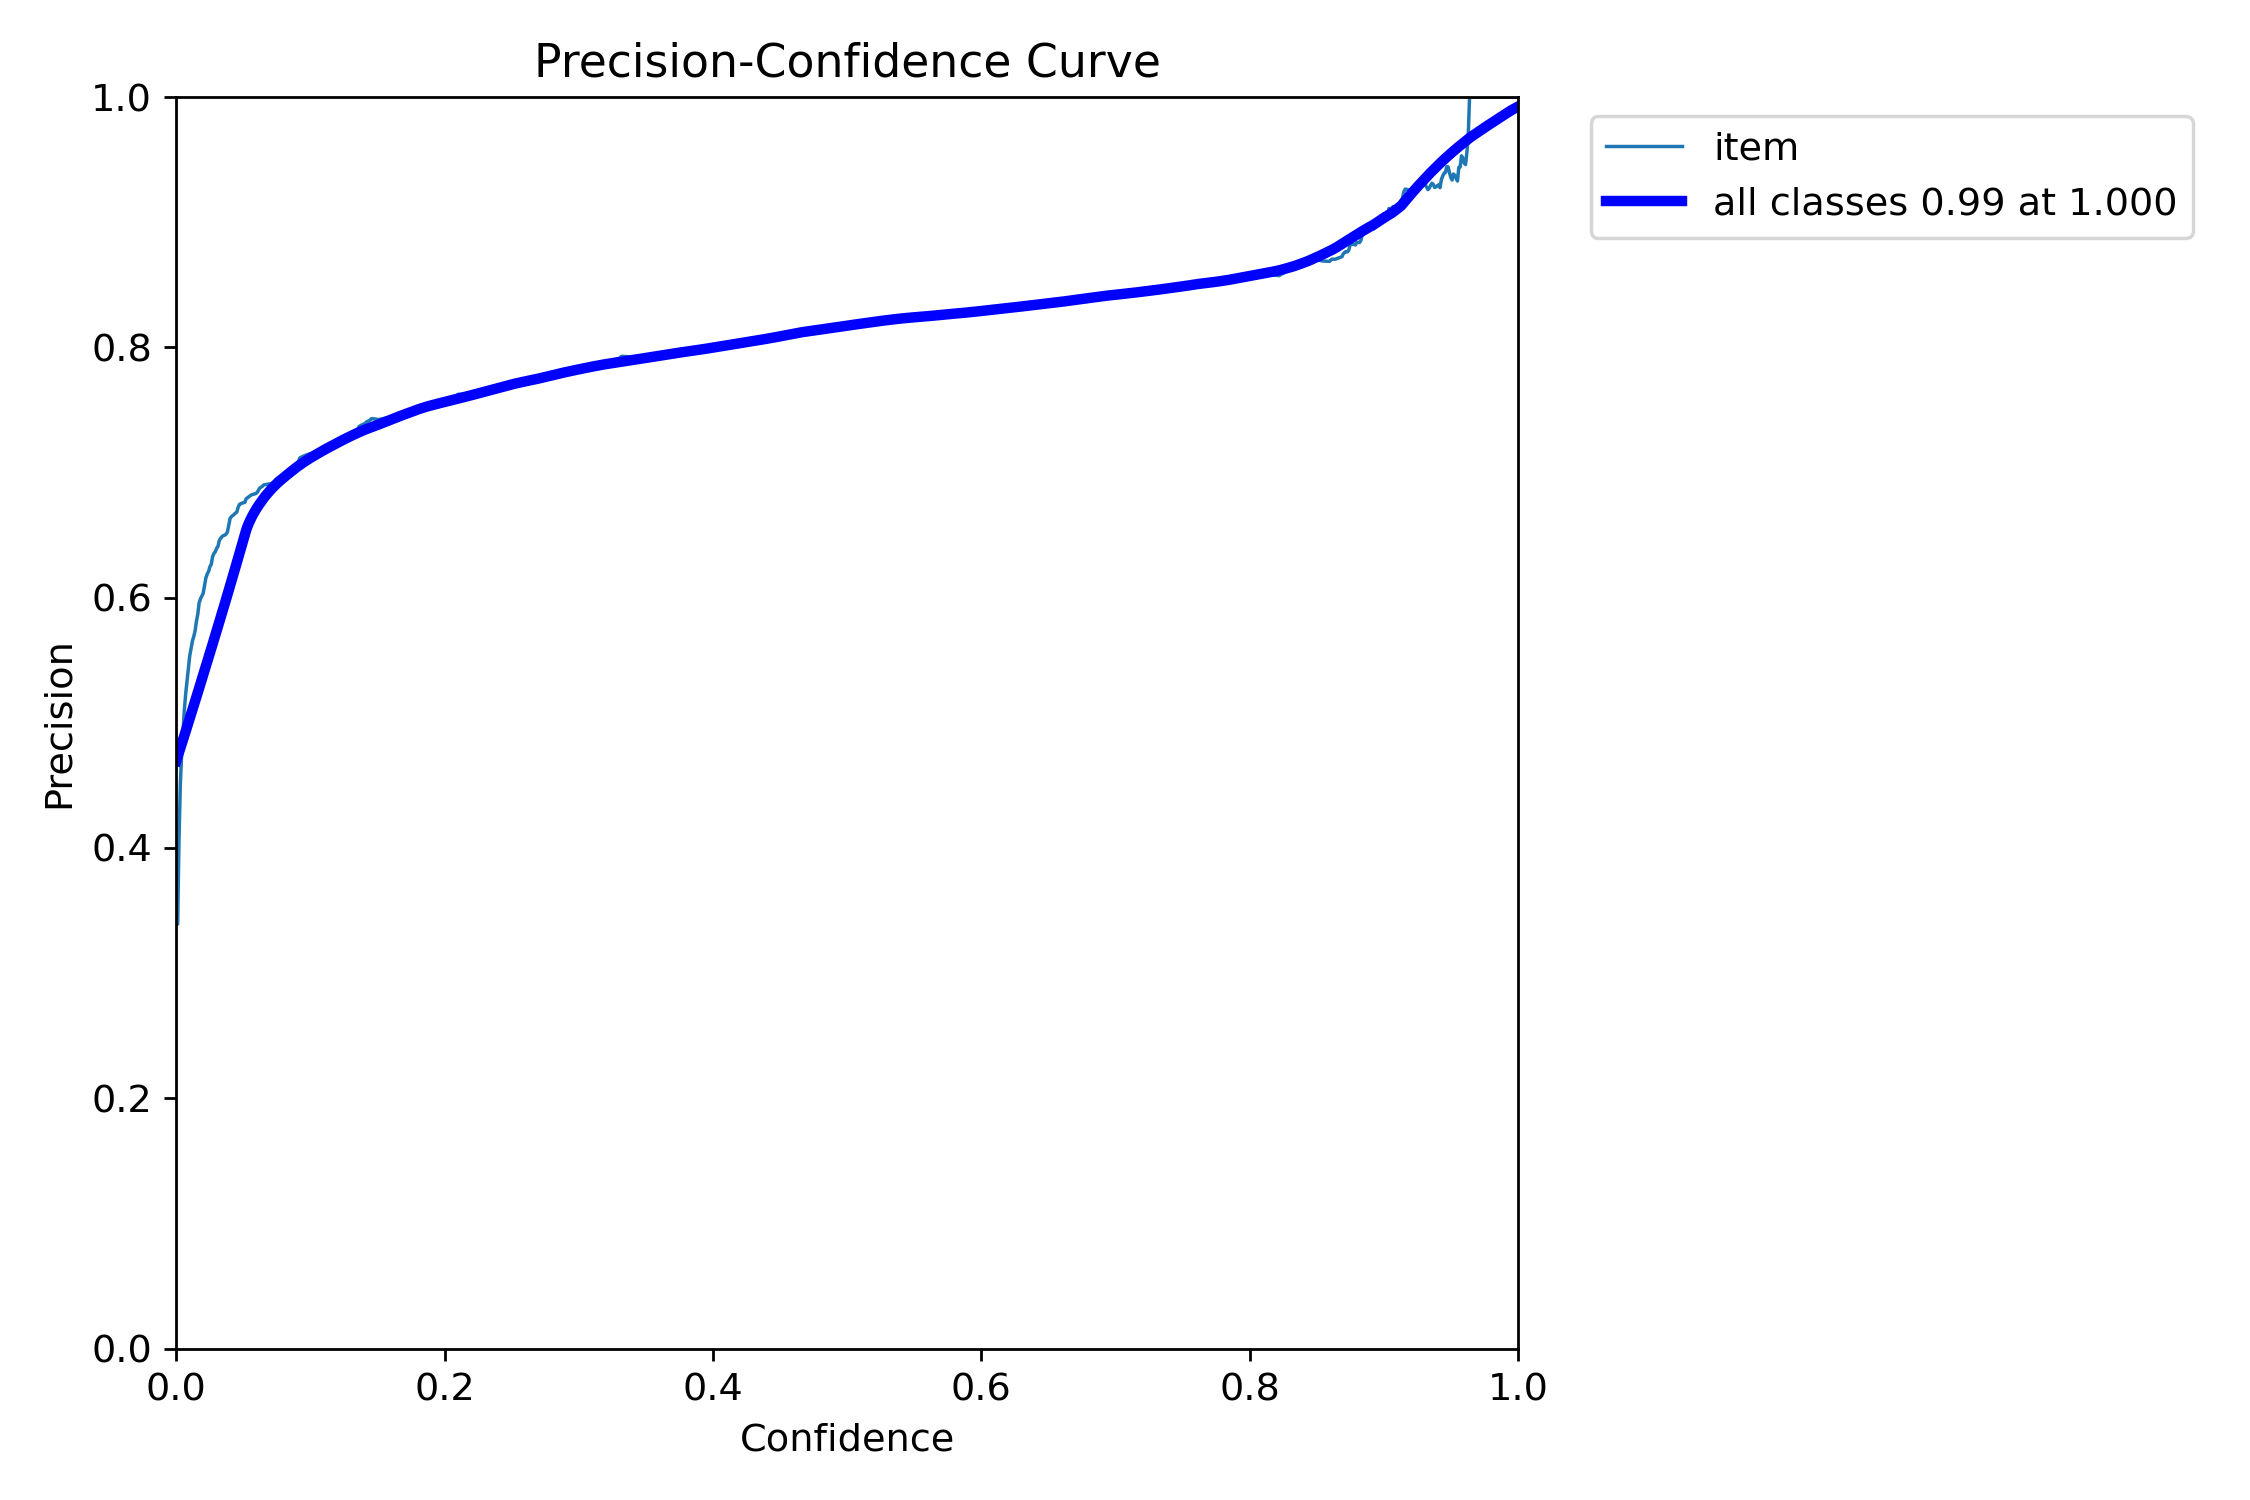 Precision-Confidence Curve
1.0
0.8
0.6
0.4
0.2
0.0
Precision
0.0 0.2 0.4 0.6 0.8 1.0
Confidence
item
all classes 0.99 at 1.000